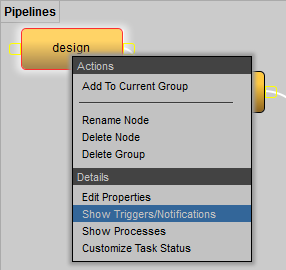 Pipelines
design
Actions
Add To Current Group
Rename Node
Delete Node
Delete Group
Details
Edit Properties
Show Triggers/Notifications
Show Processes
Customize Task Status